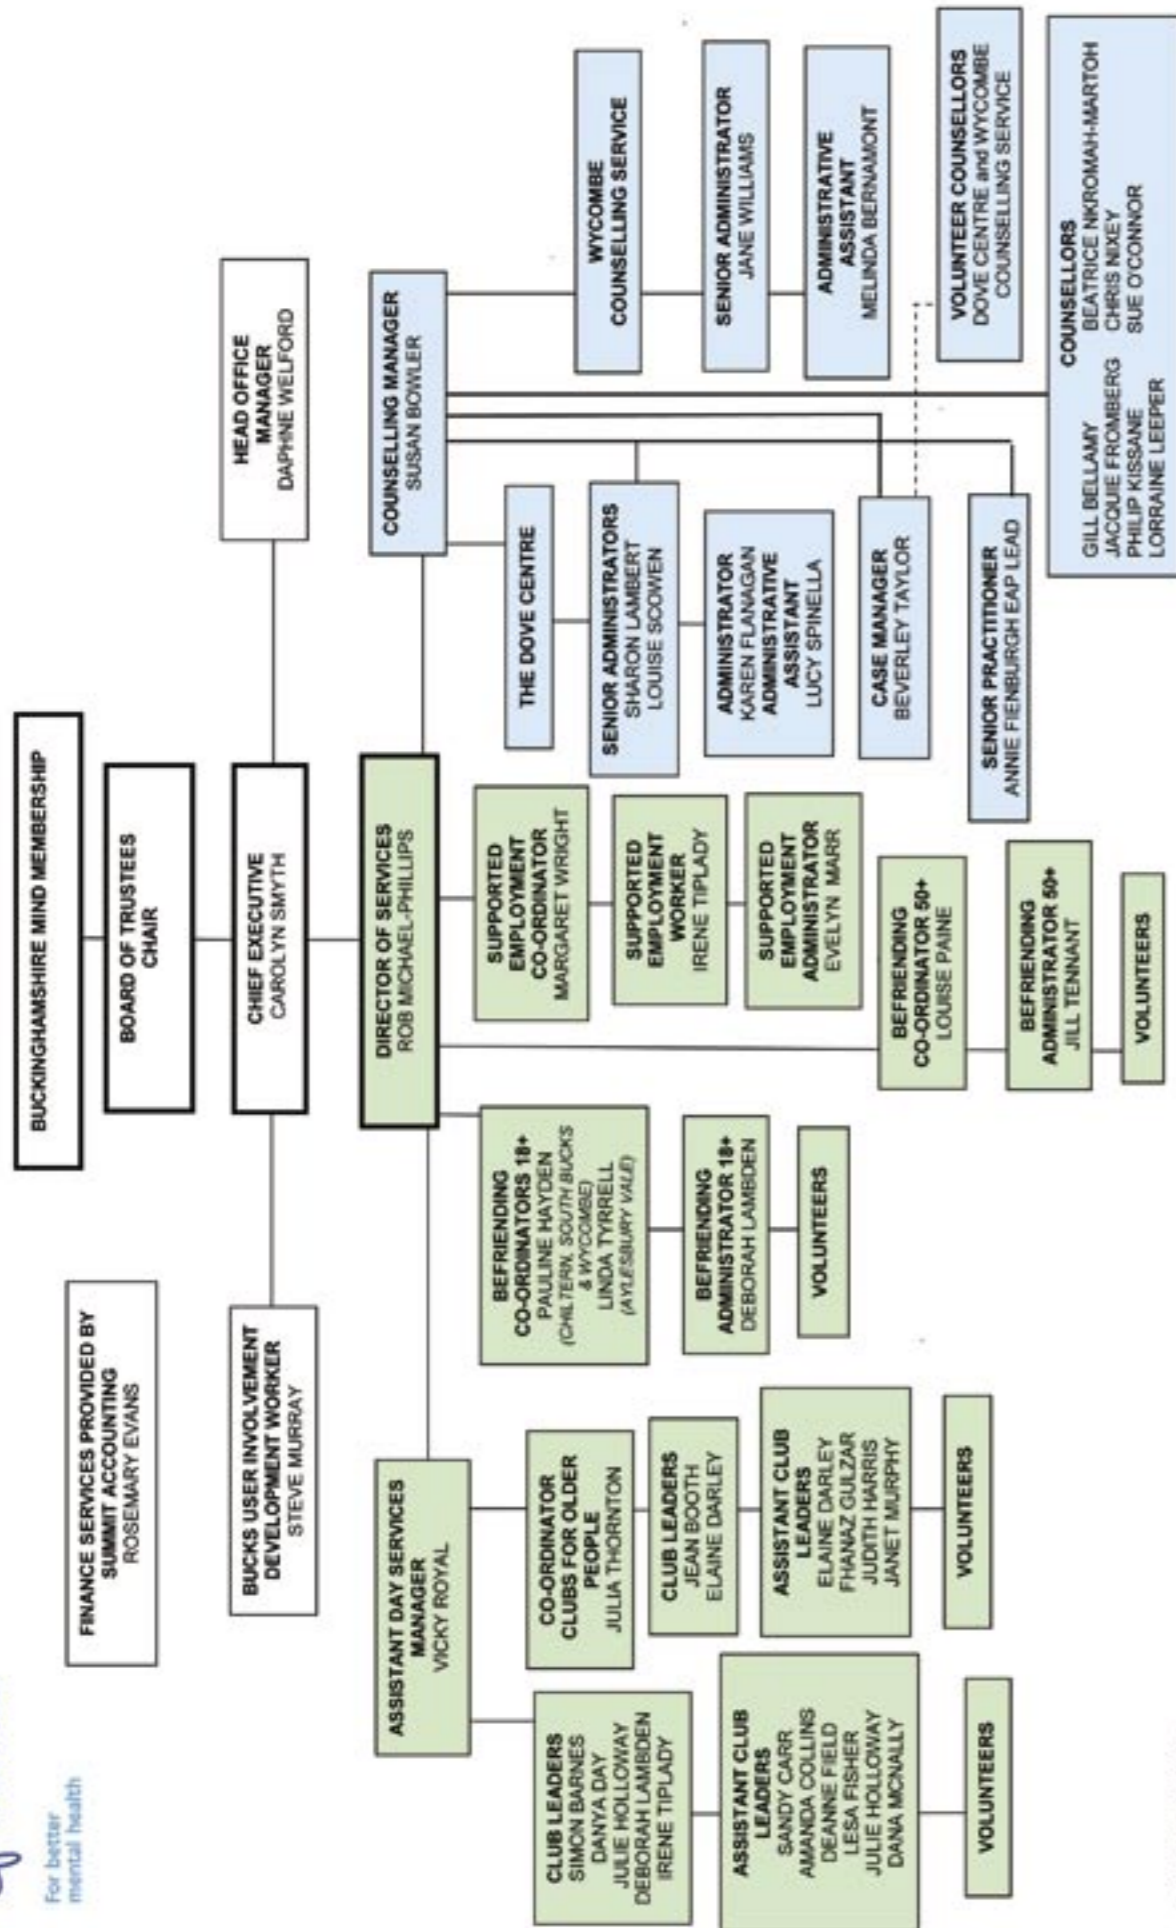 For better
mental health
FINANCE SERVICES PROVIDED BY
SUMMIT ACCOUNTING
ROSEMARY EVANS
BUCKINGHAMSHIRE MIND MEMBERSHIP
BOARD OF TRUSTEES
CHAIR
BUCKS USER INVOLVEMENT
DEVELOPMENT WORKER
STEVE MURRAY
CHIEF EXECUTIVE
CAROLYN SMYTH
HEAD OFFICE
MANAGER
DAPHNE WELFORD
ASSISTANT DAY SERVICES
MANAGER
VICKY ROYAL
DIRECTOR OF SERVICES
ROB MICHAEL-PHILLIPS
COUNSELLING MANAGER
SUSAN BOWLER
CLUB LEADERS
SIMON BARNES
DANYA DAY
JULIE HOLLOWAY
DEBORAH LAMBDEN
IRENE TIPLADY
ASSISTANT CLUB
LEADERS
SANDY CARR
AMANDA COLLINS
DEANNE FIELD
LESA FISHER
JULIE HOLLOWAY
DANA MCNALLY
VOLUNTEERS
CO-ORDINATOR
CLUBS FOR OLDER
PEOPLE
JULIA THORNTON
CLUB LEADERS
JEAN BOOTH
ELAINE DARLEY
ASSISTANT CLUB
LEADERS
ELAINE DARLEY
FHANAZ GULZAR
JUDITH HARRIS
JANET MURPHY
VOLUNTEERS
BEFRIENDING
CO-ORDINATORS 18+
PAULINE HAYDEN
(CHILTERN, SOUTH BUCKS
& WYCOMBE)
LINDA TYRRELL
(AYLESBURY VALE)
BEFRIENDING
ADMINISTRATOR 18+
DEBORAH LAMBDEN
VOLUNTEERS
SUPPORTED
EMPLOYMENT
CO-ORDINATOR
MARGARET WRIGHT
SUPPORTED
EMPLOYMENT
WORKER
IRENE TIPLADY
SUPPORTED
EMPLOYMENT
ADMINISTRATOR
EVELYN MARR
BEFRIENDING
CO-ORDINATOR 50+
LOUISE PAINE
BEFRIENDING
ADMINISTRATOR 50+
JILL TENNANT
VOLUNTEERS
THE DOVE CENTRE
SENIOR ADMINISTRATORS
SHARON LAMBERT
LOUISE SCOWEN
ADMINISTRATOR
KAREN FLANAGAN
ADMINISTRATIVE
ASSISTANT
LUCY SPINELLA
CASE MANAGER
BEVERLEY TAYLOR
SENIOR PRACTITIONER
ANNIE FIENBURGH EAP LEAD
WYCOMBE
COUNSELLING SERVICE
SENIOR ADMINISTRATOR
JANE WILLIAMS
ADMINISTRATIVE
ASSISTANT
MELINDA BERNAMONT
VOLUNTEER COUNSELLORS
DOVE CENTRE and WYCOMBE
COUNSELLING SERVICE
COUNSELLORS
GILL BELLAMY BEATRICE NKROMAH-MARTOH
JACQUIE FROMBERG CHRIS NIXEY
PHILIP KISSANE SUE O'CONNOR
LORRAINE LEEPER